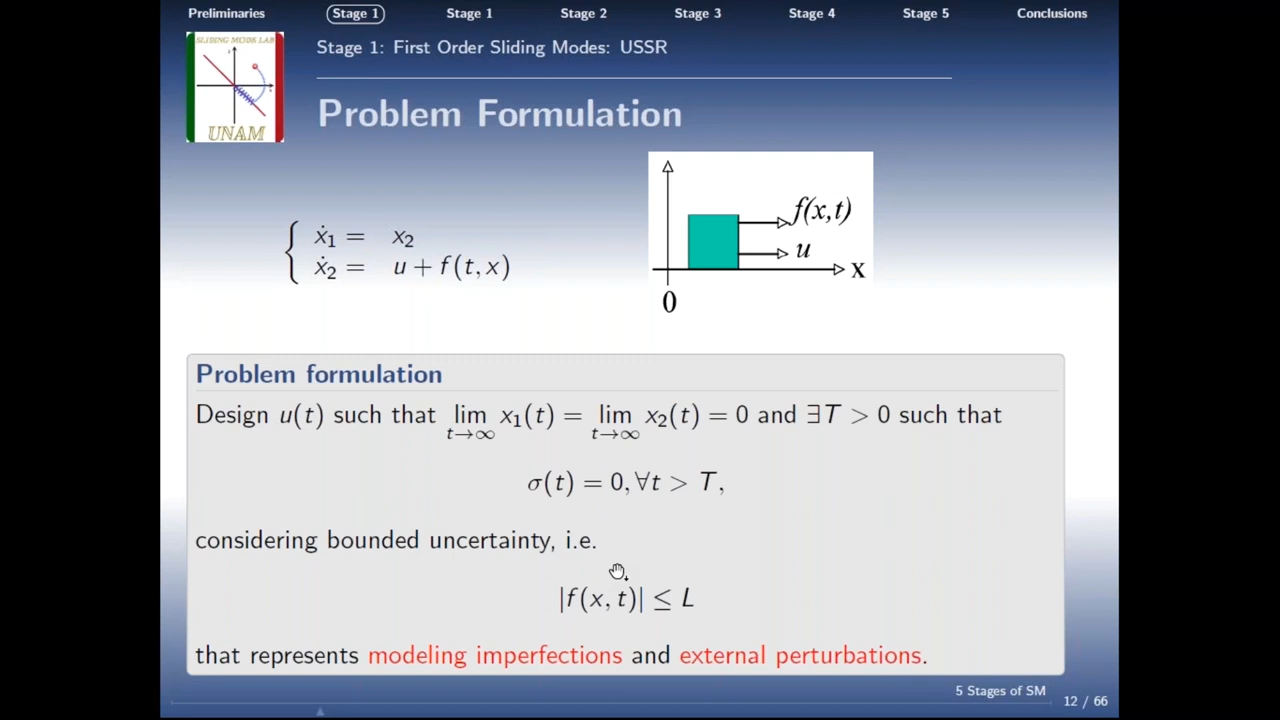 Preliminaries Stage 1 Stage 1 Stage 2 Stage 3 Stage 4 Stage 5 Conclusions
SLIDING MODE LAB
UNAM
Stage 1: First Order Sliding Modes: USSR
Problem Formulation
ẋ₁ = x₂
ẋ₂ = u + f(t, x)
f(x,t)
u
x
0
Problem formulation
Design u(t) such that lim x₁(t) = lim x₂(t) = 0 and ∃T > 0 such that
t→∞ t→∞
σ(t) = 0, ∀t > T,
considering bounded uncertainty, i.e.
|f(x, t)| ≤ L
that represents modeling imperfections and external perturbations.
5 Stages of SM
12 / 66